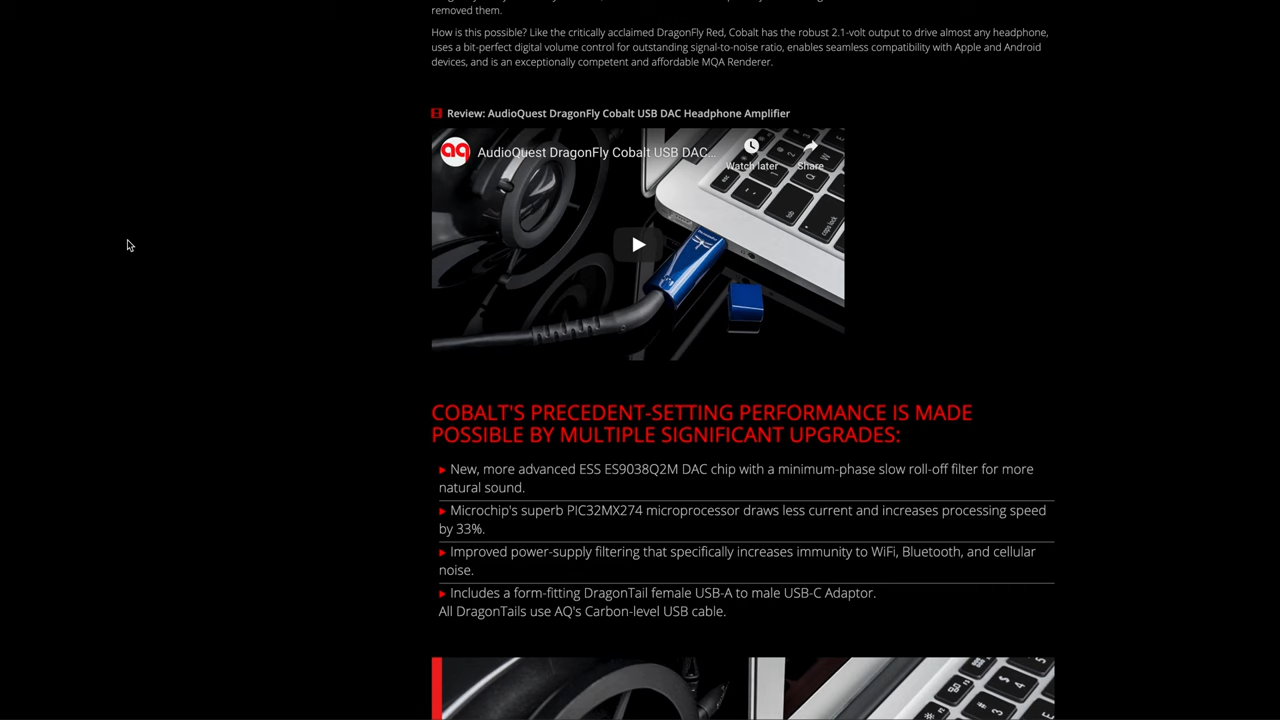 removed them.
How is this possible? Like the critically acclaimed DragonFly Red, Cobalt has the robust 2.1-volt output to drive almost any headphone,
uses a bit-perfect digital volume control for outstanding signal-to-noise ratio, enables seamless compatibility with Apple and Android
devices, and is an exceptionally competent and affordable MQA Renderer.
Review: AudioQuest DragonFly Cobalt USB DAC Headphone Amplifier
aq
AudioQuest DragonFly Cobalt USB DAC...
Watch later
Share
tab
caps lock
COBALT'S PRECEDENT-SETTING PERFORMANCE IS MADE
POSSIBLE BY MULTIPLE SIGNIFICANT UPGRADES:
New, more advanced ESS ES9038Q2M DAC chip with a minimum-phase slow roll-off filter for more
natural sound.
Microchip's superb PIC32MX274 microprocessor draws less current and increases processing speed
by 33%.
Improved power-supply filtering that specifically increases immunity to WiFi, Bluetooth, and cellular
noise.
Includes a form-fitting DragonTail female USB-A to male USB-C Adaptor.
All DragonTails use AQ's Carbon-level USB cable.